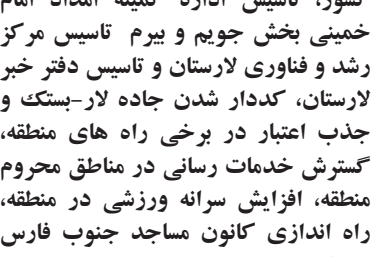 کشور، تاسیس اداره کمیته امداد امام
خمینی بخش جویم و بیرم تاسیس مرکز
رشد و فناوری لارستان و تاسیس دفتر خبر
لارستان، کددار شدن جاده لار-بستک و
جذب اعتبار در برخی راه های منطقه،
گسترش خدمات رسانی در مناطق محروم
منطقه، افزایش سرانه ورزشی در منطقه،
راه اندازی کانون مساجد جنوب فارس